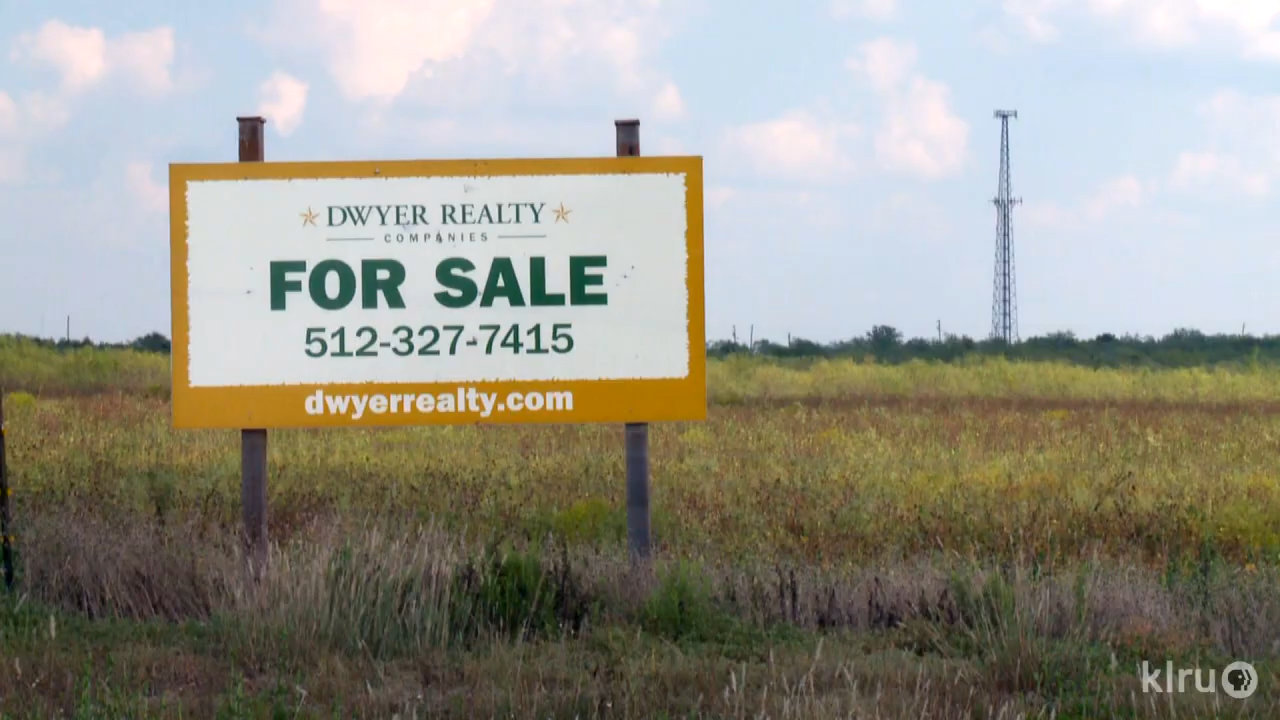 DWYER REALTY
COMPANIES
FOR SALE
512-327-7415
dwyerrealty.com
klru